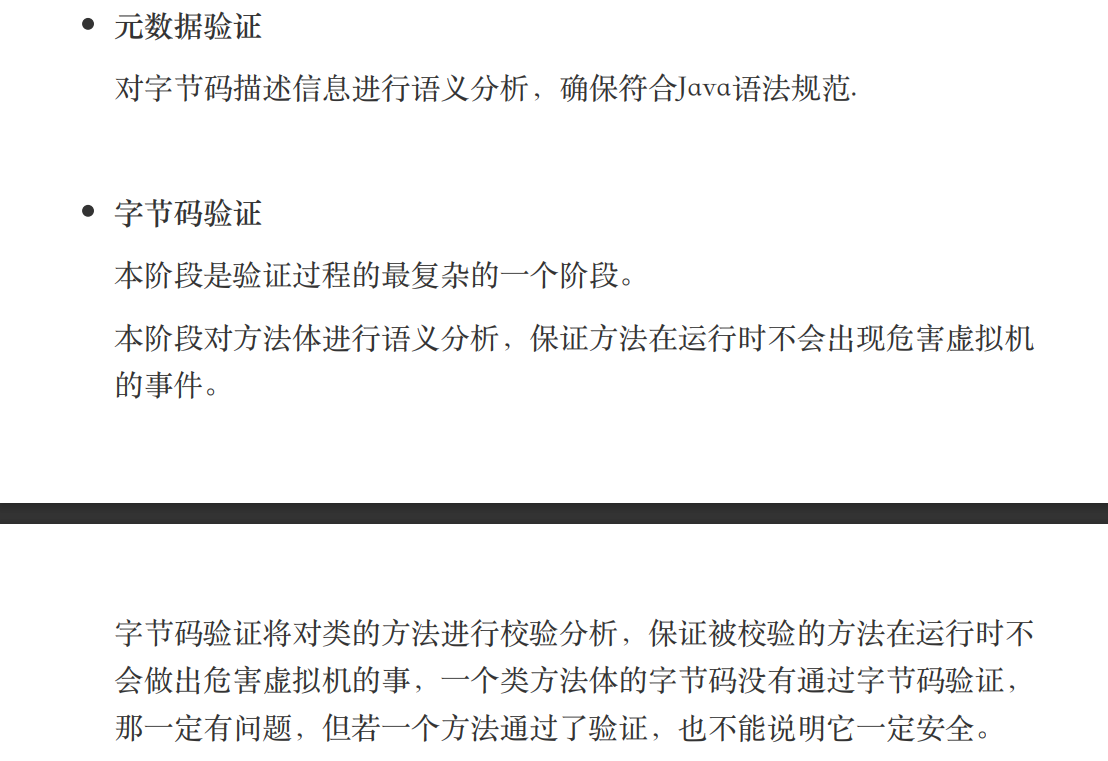 元数据验证
对字节码描述信息进行语义分析，确保符合Java语法规范.
字节码验证
本阶段是验证过程的最复杂的一个阶段。
本阶段对方法体进行语义分析，保证方法在运行时不会出现危害虚拟机
的事件。
字节码验证将对类的方法进行校验分析，保证被校验的方法在运行时不
会做出危害虚拟机的事，一个类方法体的字节码没有通过字节码验证，
那一定有问题，但若一个方法通过了验证，也不能说明它一定安全。